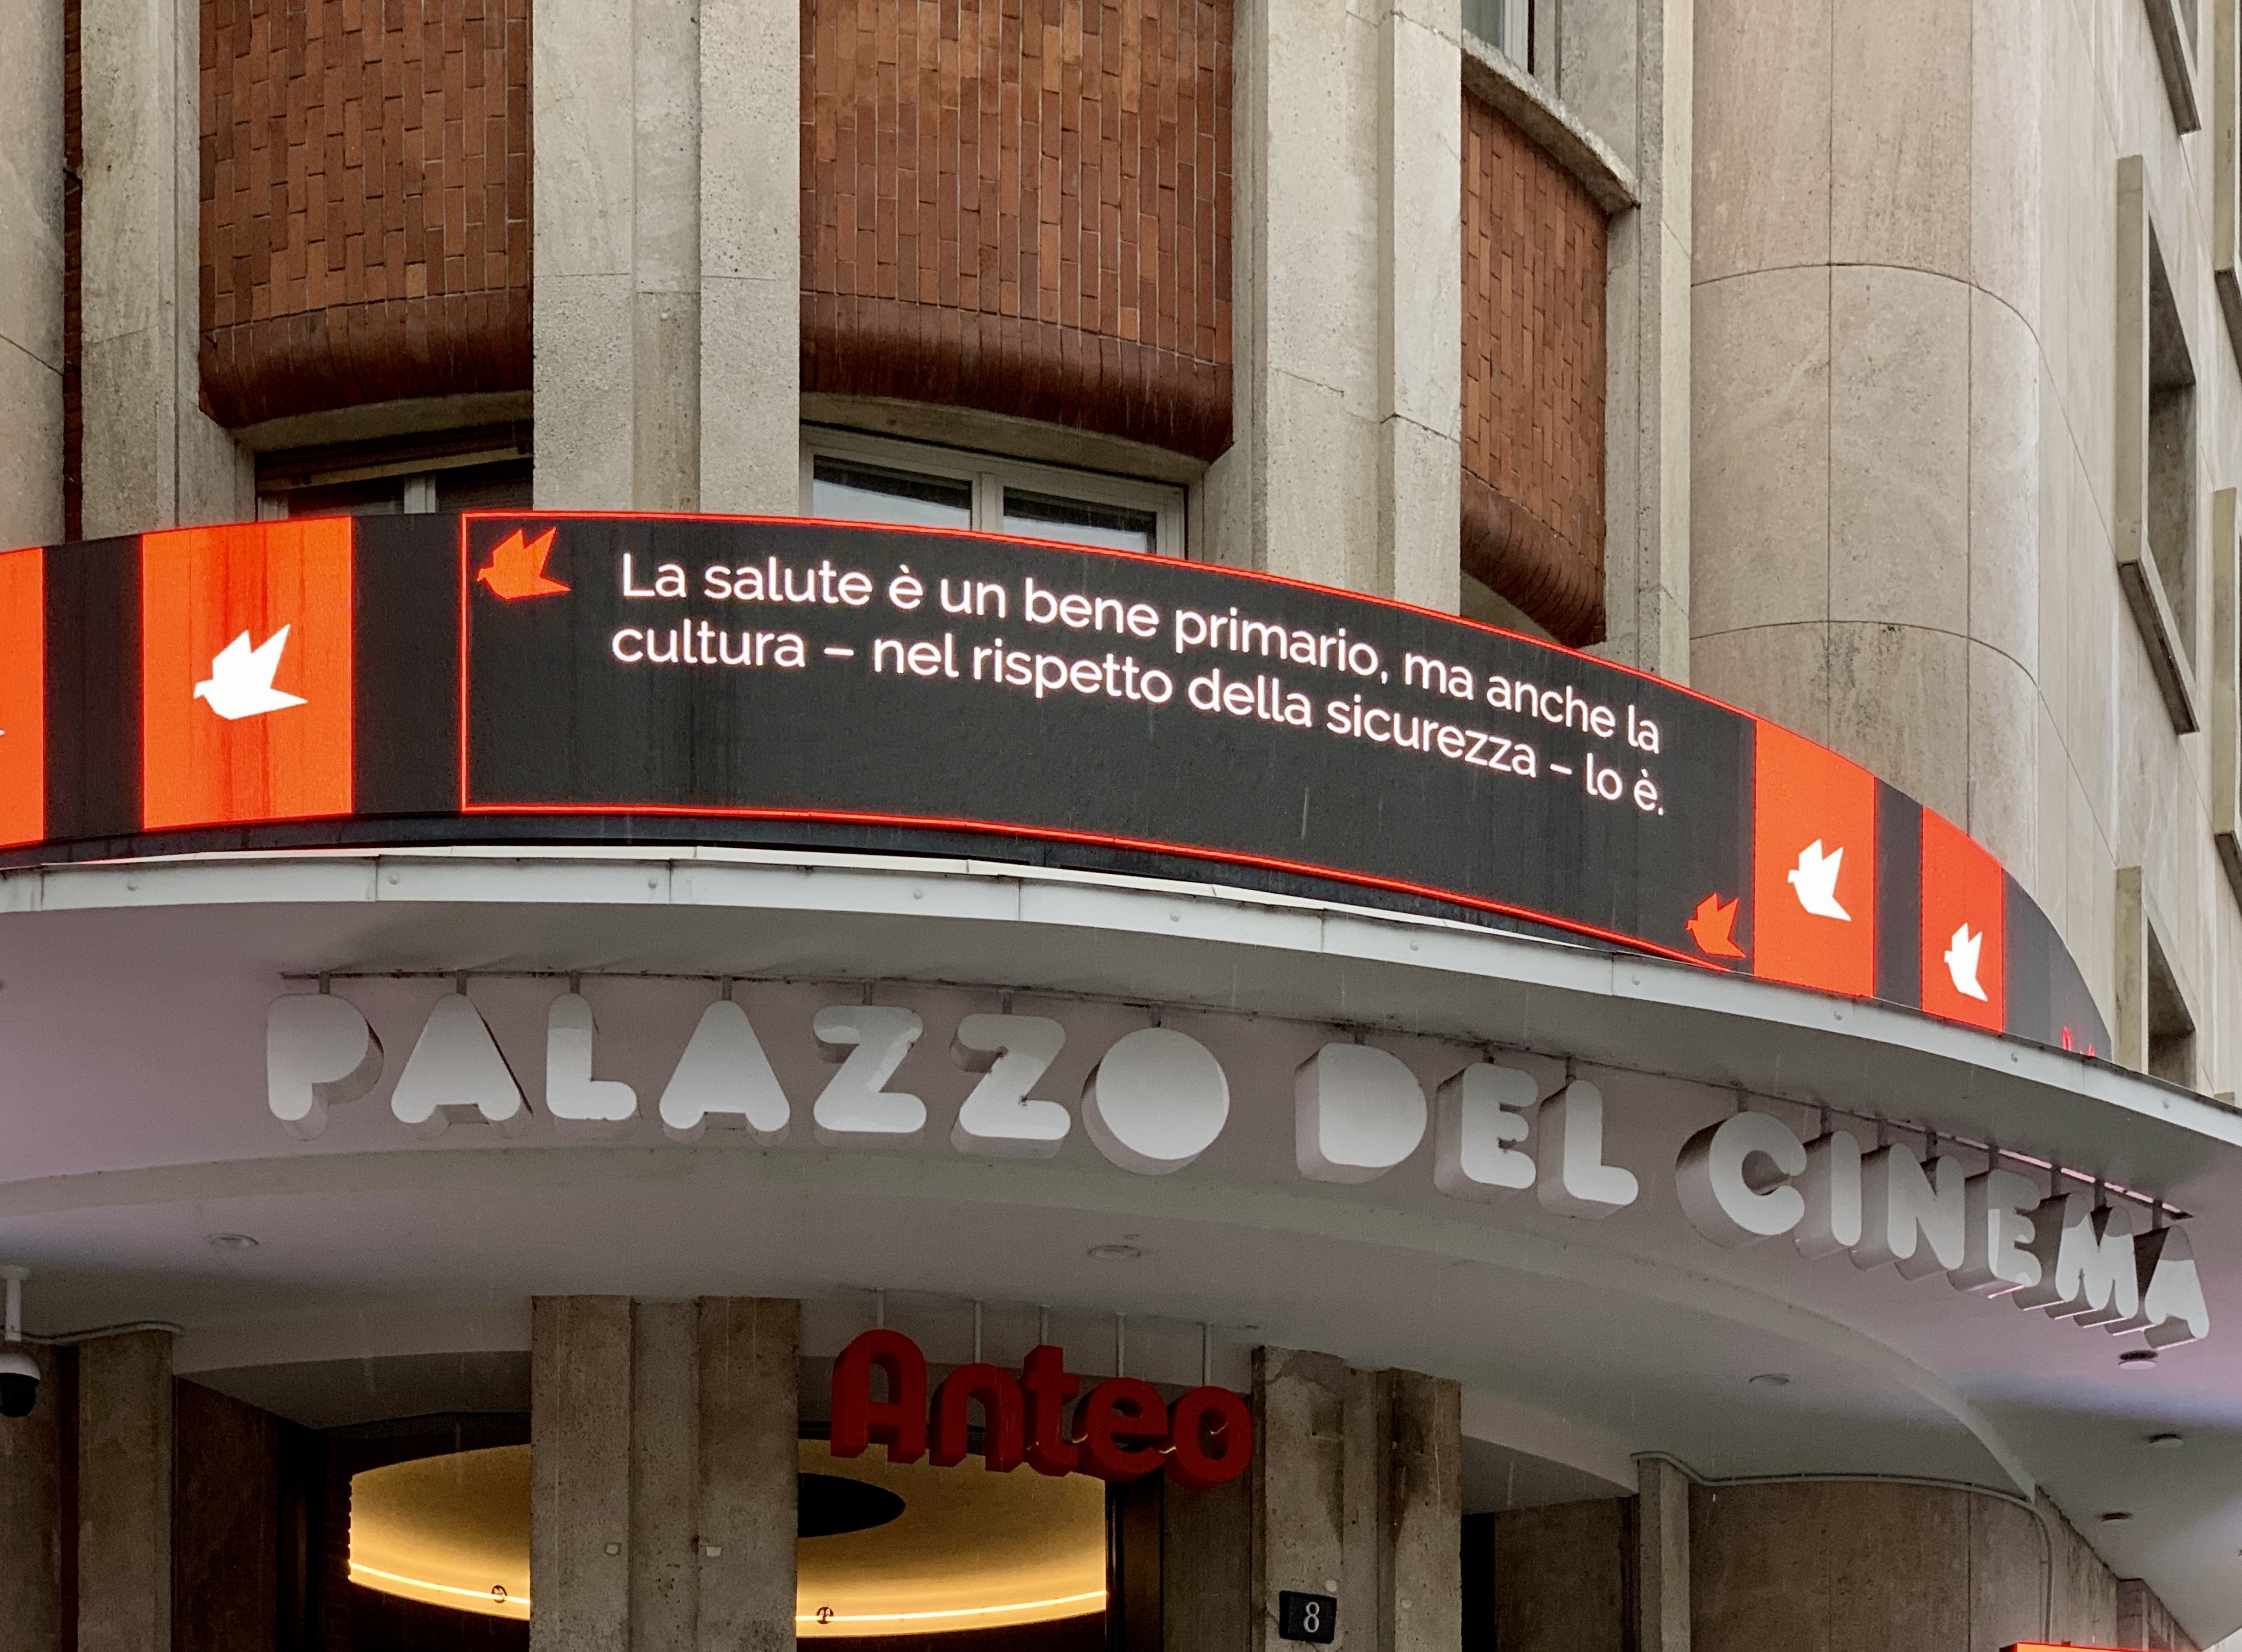 La salute è un bene primario, ma anche la
cultura – nel rispetto della sicurezza – lo è.
PALAZZO DEL CINEMA
Anteo
8